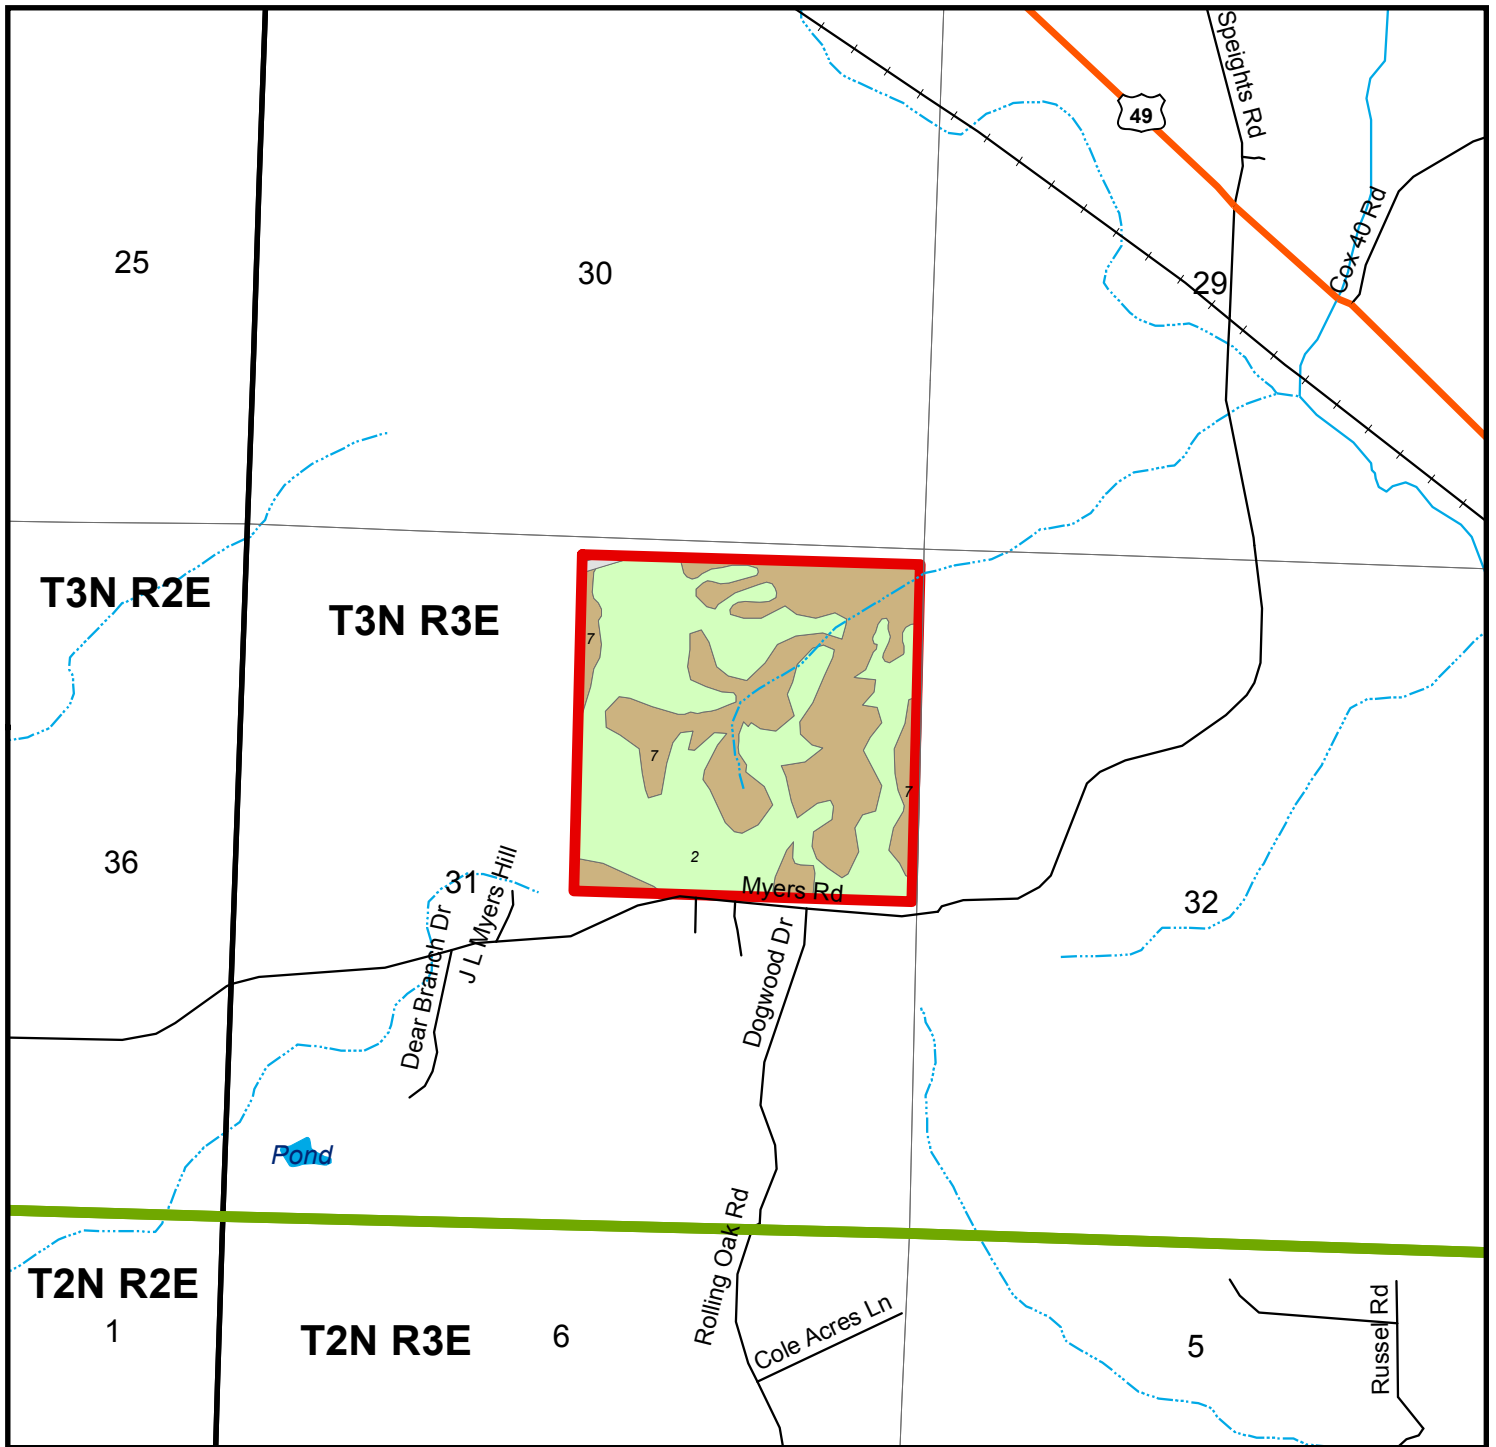 Speights Rd
49
Cox 40 Rd
25
30
29
T3N R2E
T3N R3E
7
7
7
2
36
31
J L Myers Hill
Myers Rd
32
Dear Branch Dr
Dogwood Dr
Pond
Rolling Oak Rd
T2N R2E
1
T2N R3E
6
Cole Acres Ln
5
Russel Rd